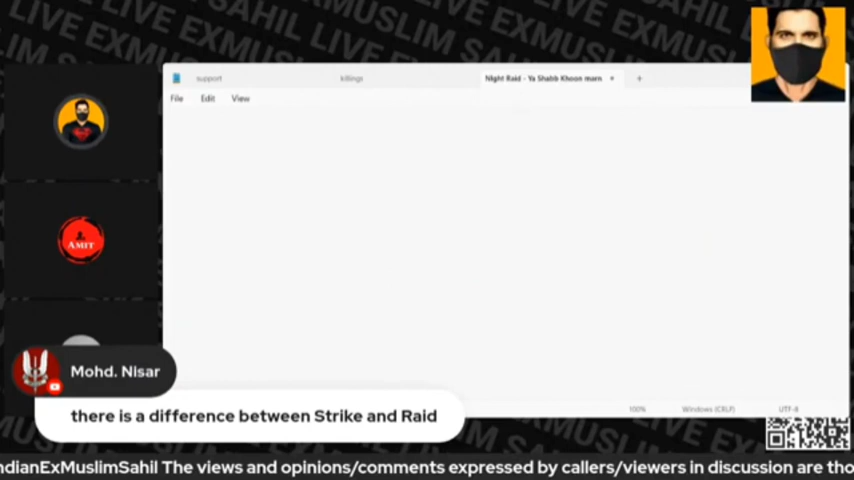 LIVE EXMUSLIM SAHIL LIVE EXMUSLIM SAHIL
support
killings
Night Raid - Ya Shabb Khoon marn
File Edit View
AMIT
Mohd. Nisar
there is a difference between Strike and Raid
100%
Windows (CRLF)
UTF-8
ndianExMuslimSahil The views and opinions/comments expressed by callers/viewers in discussion are tho